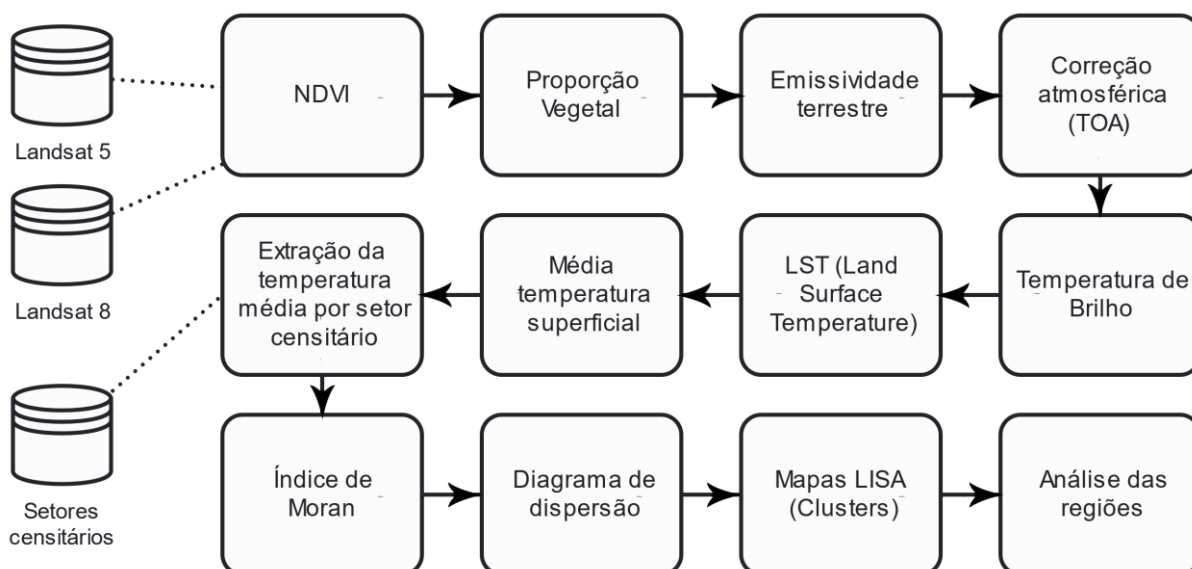 Landsat 5
NDVI
Proporção
Vegetal
Emissividade
terrestre
Correção
atmosférica
(TOA)
Landsat 8
Extração da
temperatura
média por setor
censitário
Média
temperatura
superficial
LST (Land
Surface
Temperature)
Temperatura de
Brilho
Setores
censitários
Índice de
Moran
Diagrama de
dispersão
Mapas LISA
(Clusters)
Análise das
regiões